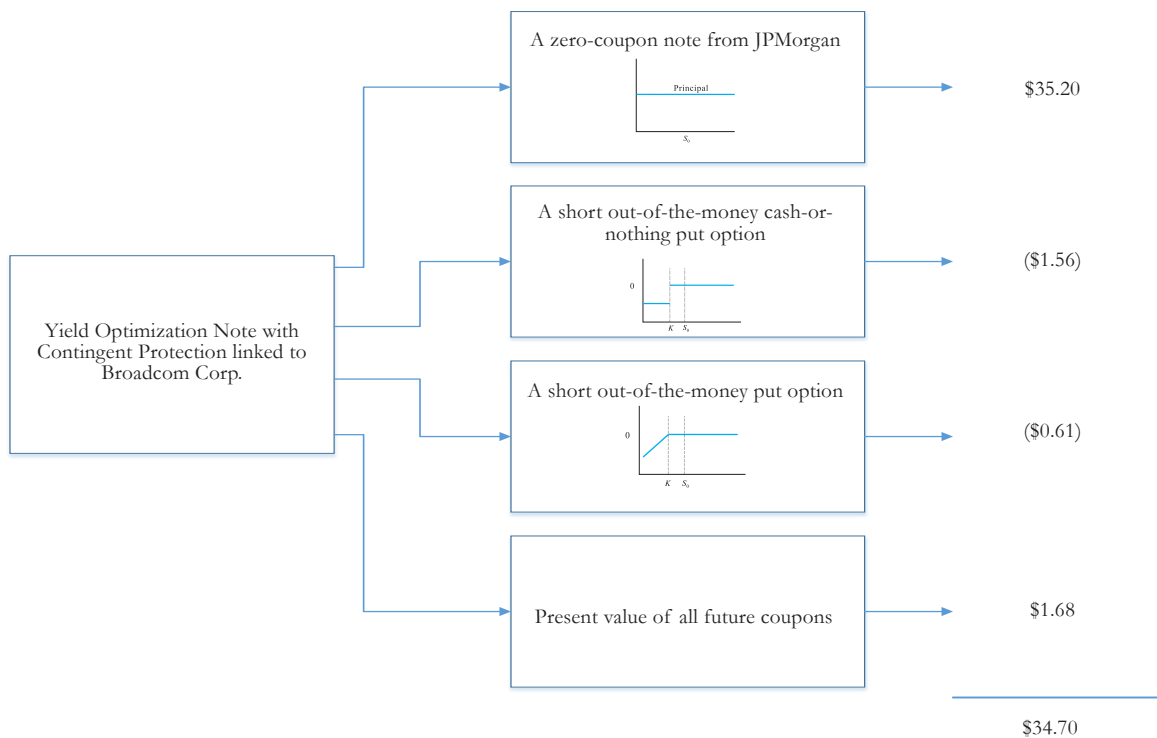 A zero-coupon note from JPMorgan
Principal
S0
$35.20
A short out-of-the-money cash-or-
nothing put option
0
K
S0
($1.56)
Yield Optimization Note with
Contingent Protection linked to
Broadcom Corp.
A short out-of-the-money put option
0
K
S0
($0.61)
Present value of all future coupons
$1.68
$34.70